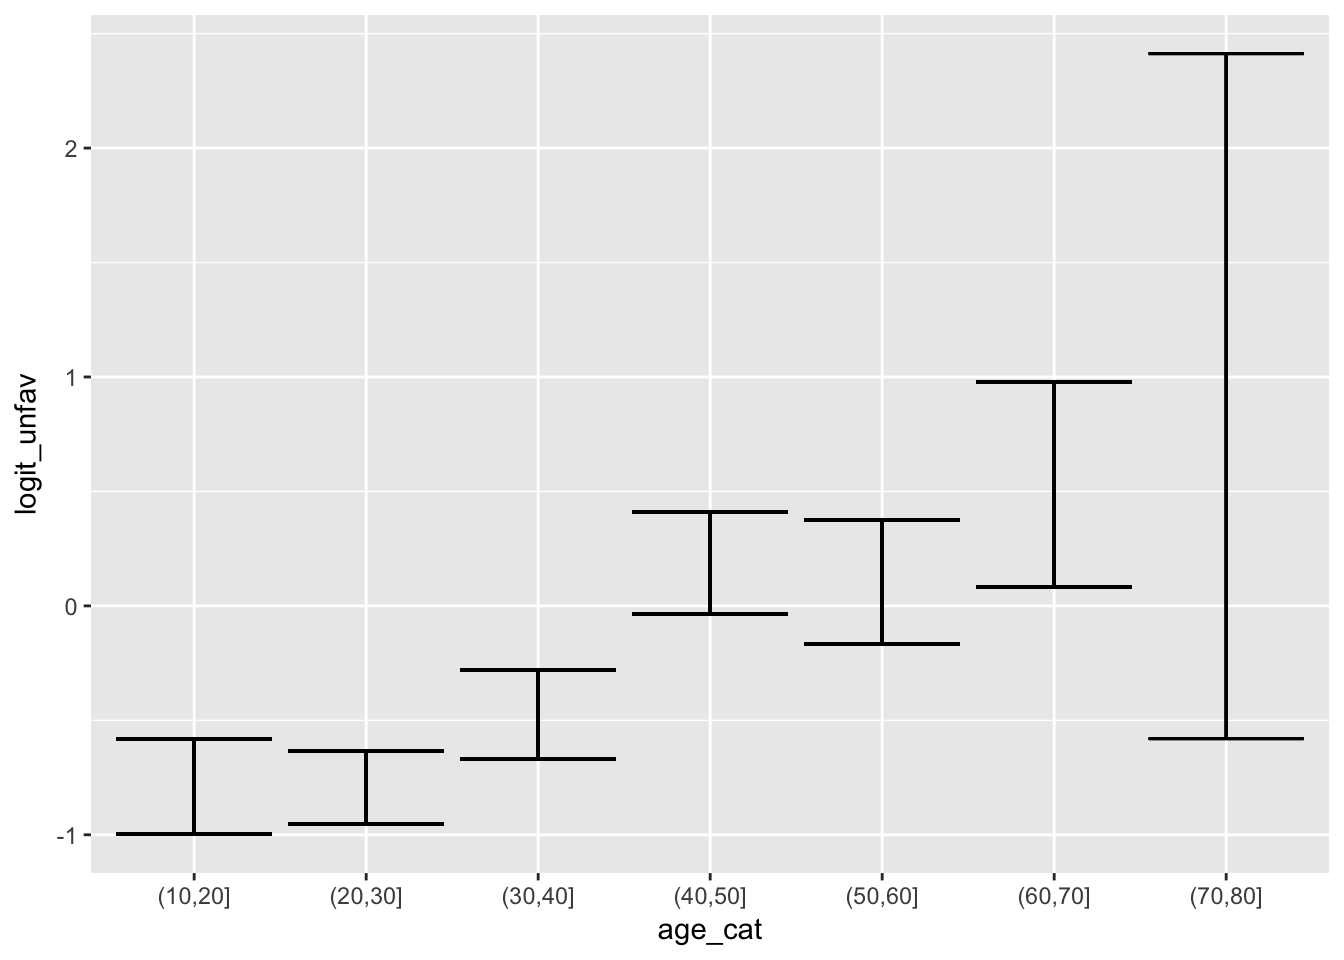 logit_unfav
2
1
0
-1
(10,20] (20,30] (30,40] (40,50] (50,60] (60,70] (70,80]
age_cat